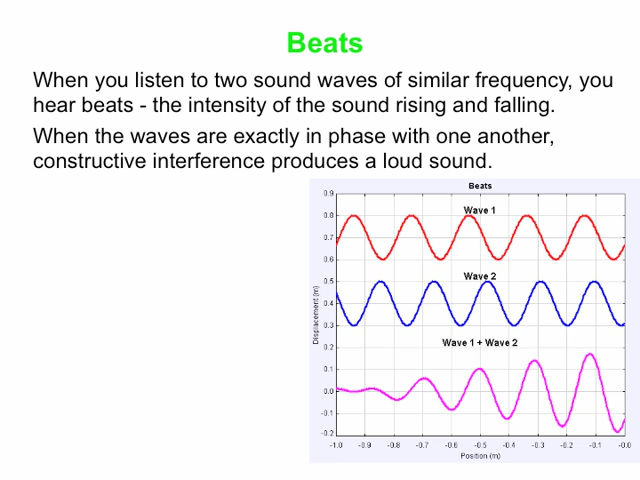 Beats
When you listen to two sound waves of similar frequency, you
hear beats - the intensity of the sound rising and falling.
When the waves are exactly in phase with one another,
constructive interference produces a loud sound.
Beats
0.9
Wave 1
0.8
0.7
0.6
Wave 2
0.5
0.4
0.3
Wave 1 + Wave 2
0.2
0.1
0.0
-0.1
-0.2
Displacement (m)
-1.0 -0.9 -0.8 -0.7 -0.6 -0.5 -0.4 -0.3 -0.2 -0.1 -0.0
Position (m)